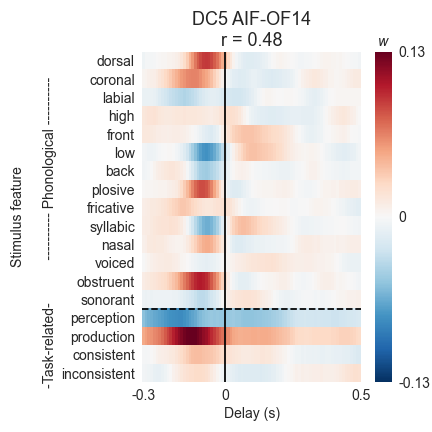 DC5 AIF-OF14
r = 0.48
w
0.13
0
-0.13
Stimulus feature
---------- Phonological ----------
-Task-related-
dorsal
coronal
labial
high
front
low
back
plosive
fricative
syllabic
nasal
voiced
obstruent
sonorant
perception
production
consistent
inconsistent
-0.3
0
0.5
Delay (s)